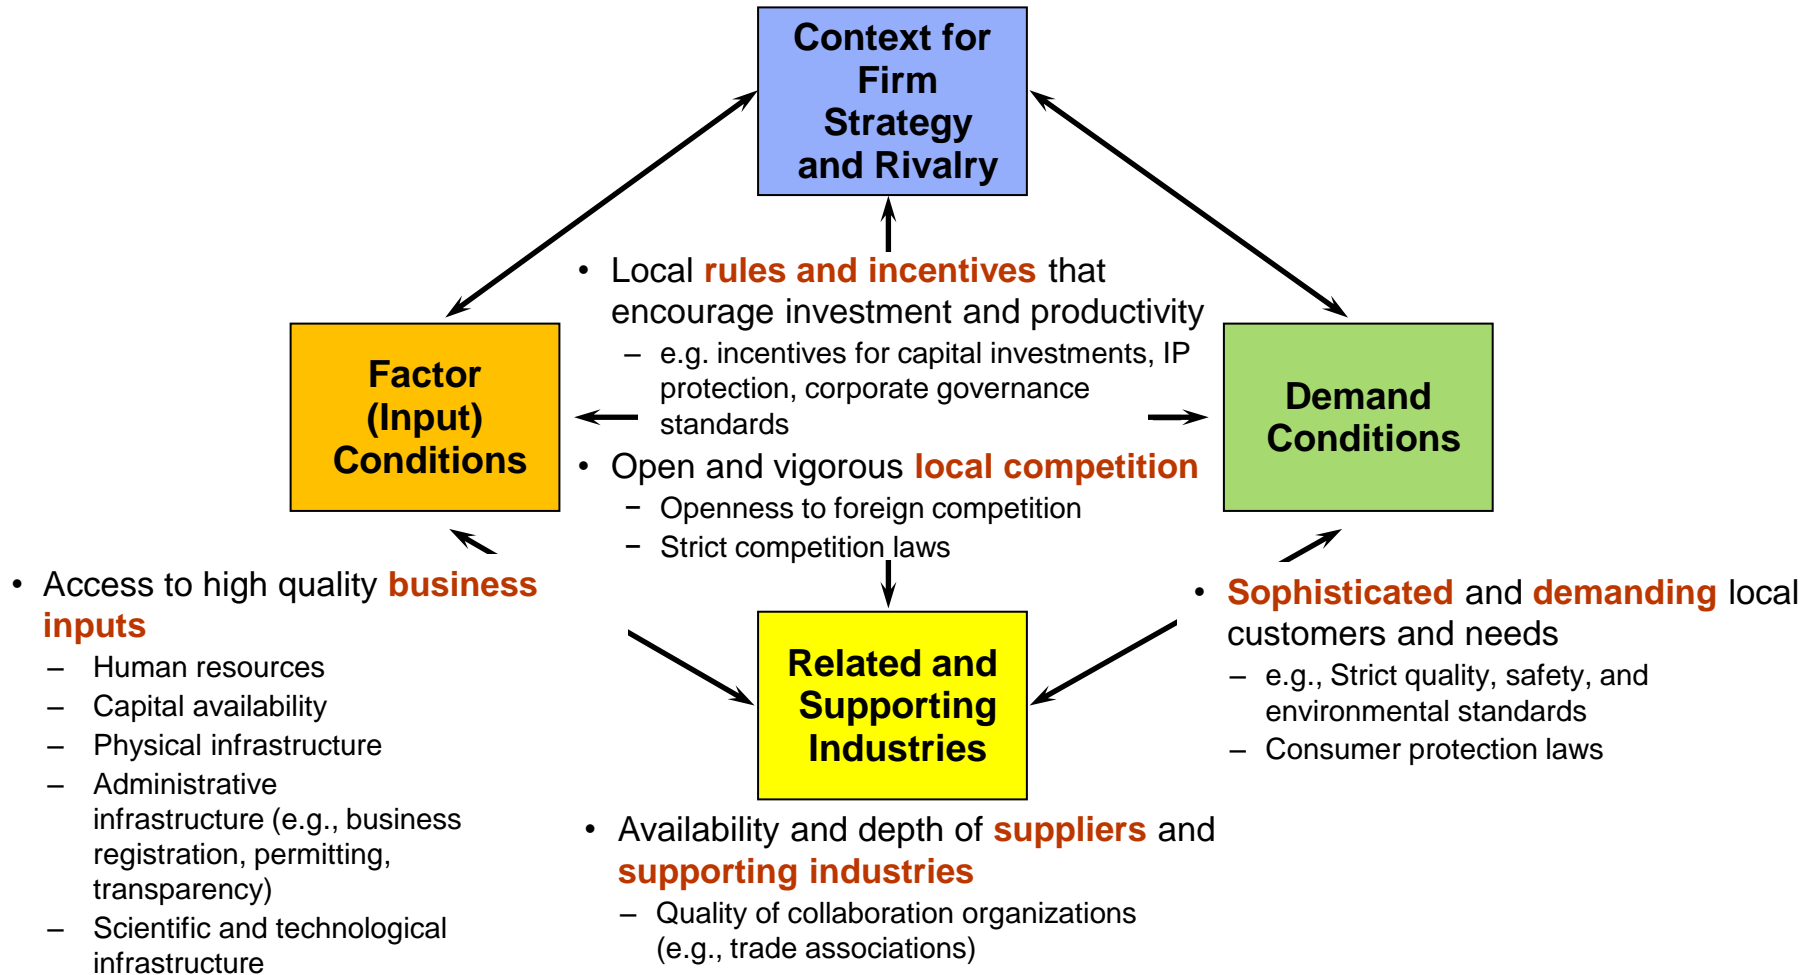 Context for
Firm
Strategy
and Rivalry
• Local rules and incentives that
encourage investment and productivity
– e.g. incentives for capital investments, IP
protection, corporate governance
standards
• Open and vigorous local competition
− Openness to foreign competition
− Strict competition laws
Factor
(Input)
Conditions
Demand
Conditions
• Access to high quality business
inputs
– Human resources
– Capital availability
– Physical infrastructure
– Administrative
infrastructure (e.g., business
registration, permitting,
transparency)
– Scientific and technological
infrastructure
Related and
Supporting
Industries
• Availability and depth of suppliers and
supporting industries
– Quality of collaboration organizations
(e.g., trade associations)
• Sophisticated and demanding local
customers and needs
– e.g., Strict quality, safety, and
environmental standards
– Consumer protection laws